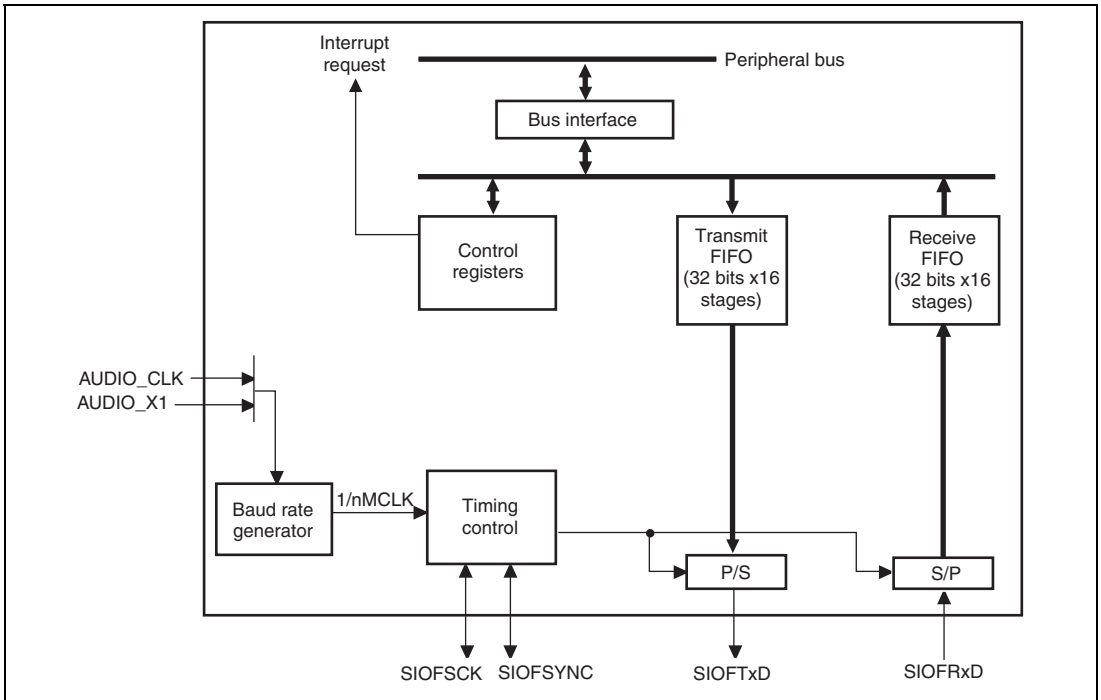 Interrupt
request
Peripheral bus
Bus interface
Control
registers
Transmit
FIFO
(32 bits x16
stages)
Receive
FIFO
(32 bits x16
stages)
AUDIO_CLK
AUDIO_X1
Baud rate
generator
1/nMCLK
Timing
control
P/S
S/P
SIOFSCK
SIOFSYNC
SIOFTxD
SIOFRxD